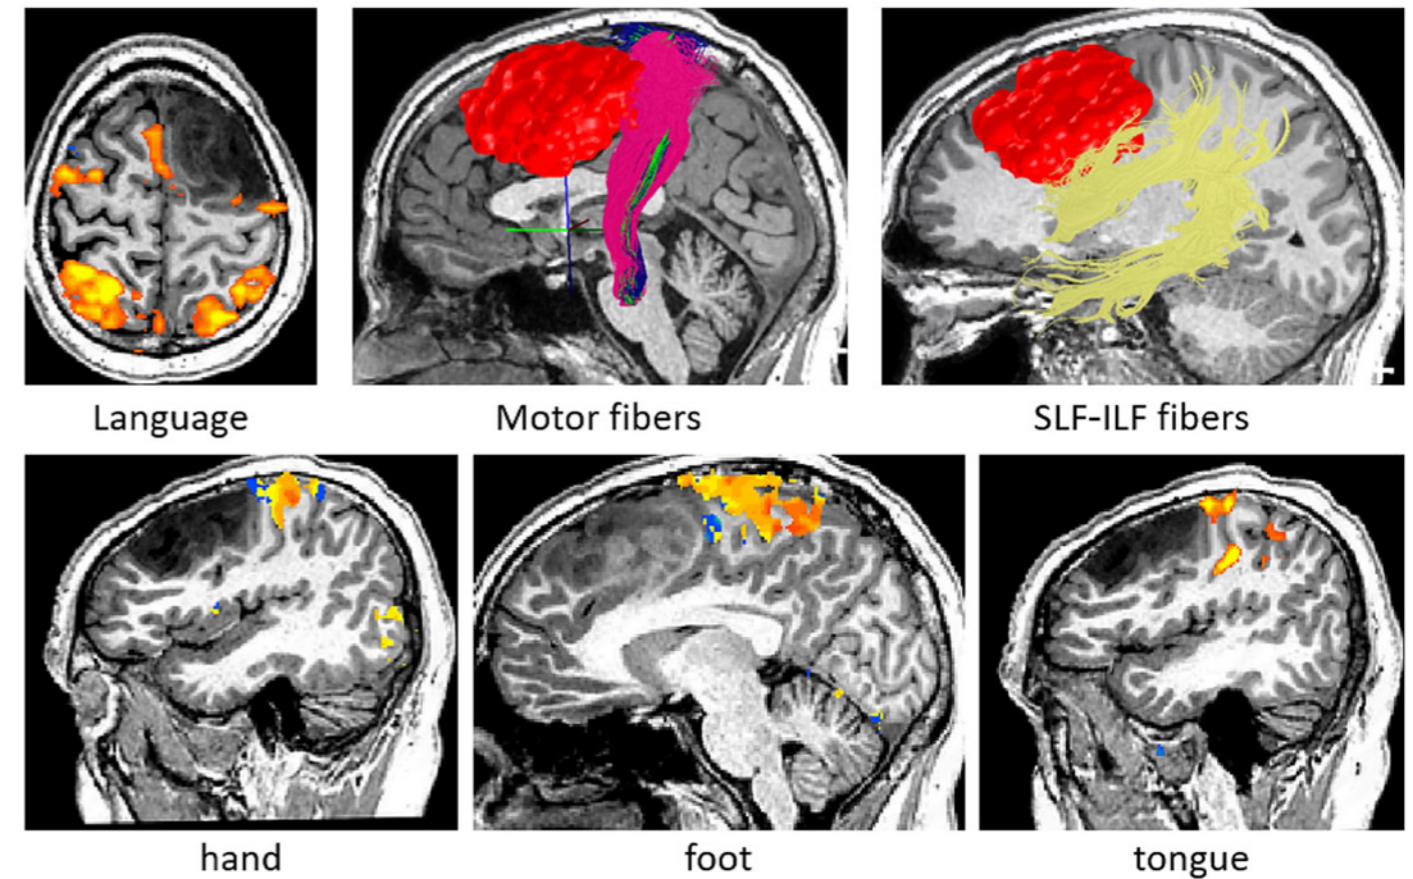 Language
Motor fibers
SLF-ILF fibers
hand
foot
tongue